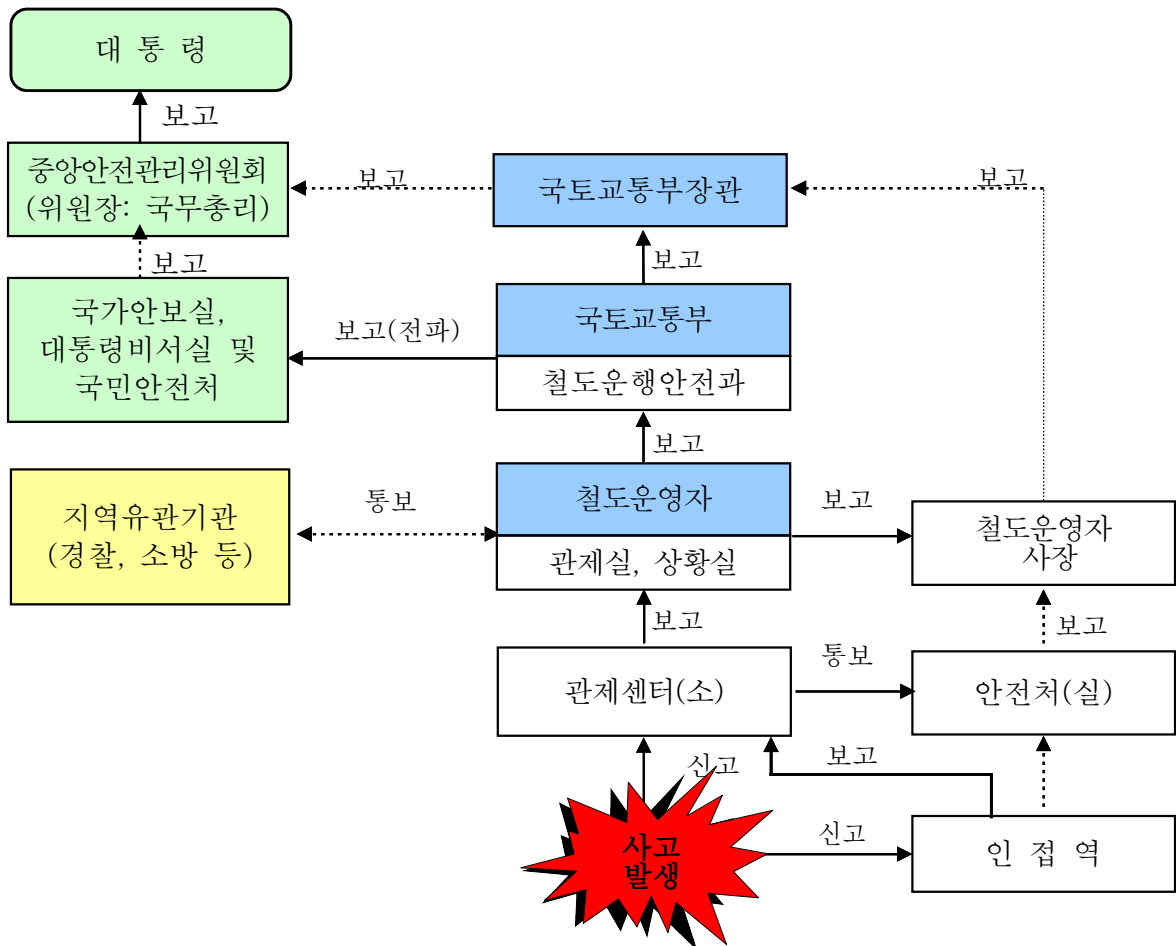 대 통 령
보고
중앙안전관리위원회
(위원장: 국무총리)
보고
국토교통부장관
보고
보고
보고
국가안보실,
대통령비서실 및
국민안전처
보고(전파)
국토교통부
철도운행안전과
보고
지역유관기관
(경찰, 소방 등)
통보
철도운영자
관제실, 상황실
보고
철도운영자
사장
보고
보고
관제센터(소)
통보
안전처(실)
신고
보고
사고
발생
신고
인 접 역